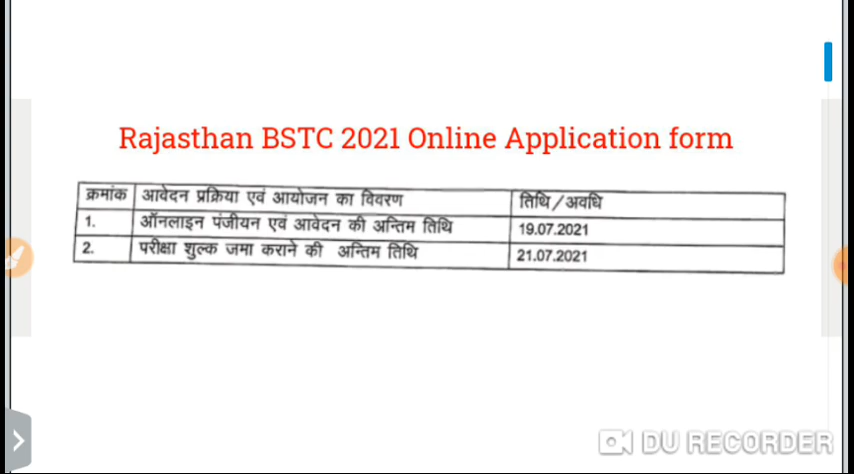 Rajasthan BSTC 2021 Online Application form
क्रमांक आवेदन प्रक्रिया एवं आयोजन का विवरण तिथि/अवधि
1. ऑनलाइन पंजीयन एवं आवेदन की अन्तिम तिथि 19.07.2021
2. परीक्षा शुल्क जमा कराने की अन्तिम तिथि 21.07.2021
DU RECORDER